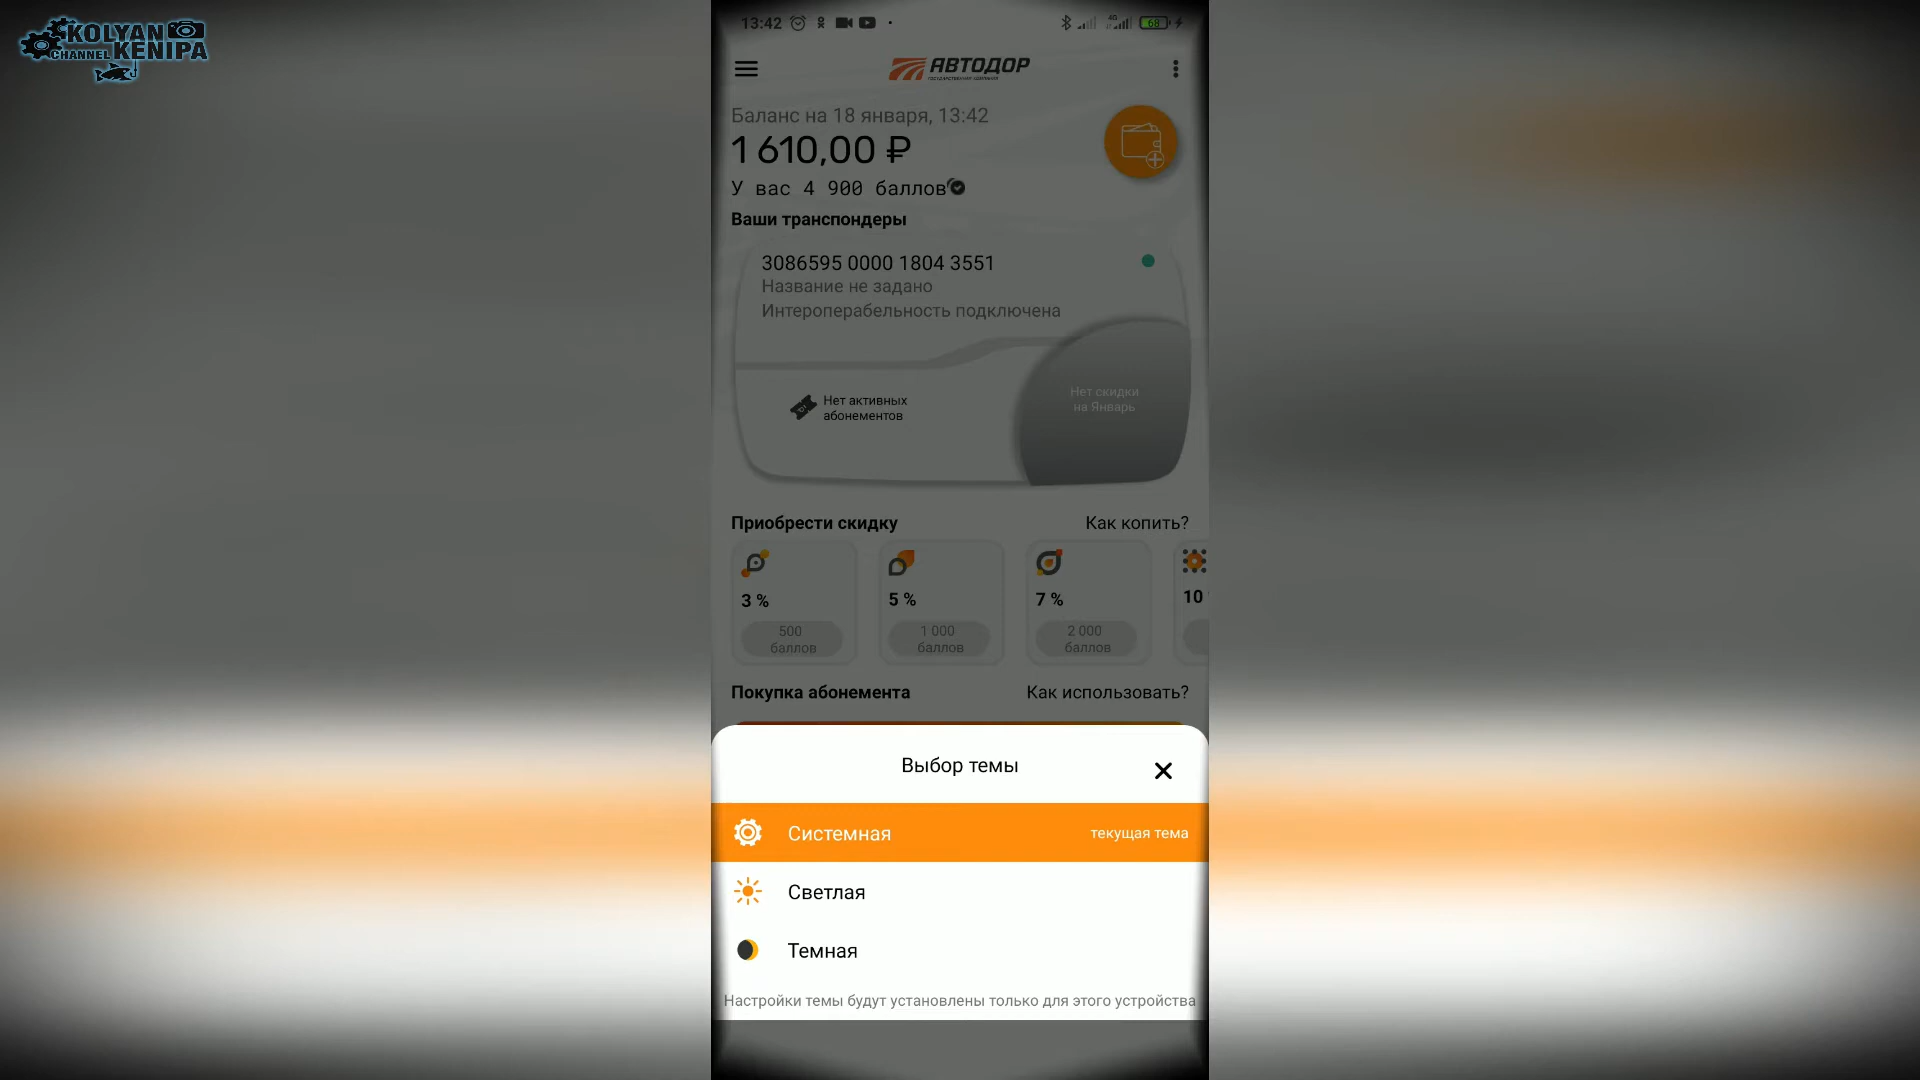 KOLYAN
CHANNEL KENIPA
13:42
4G
68
АВТОДОР
Баланс на 18 января, 13:42
1 610,00 ₽
У вас 4 900 баллов
Ваши транспондеры
3086595 0000 1804 3551
Название не задано
Интероперабельность подключена
Нет активных
абонементов
Нет скидки
на Январь
Приобрести скидку
Как копить?
3 %
5 %
7 %
10
500
баллов
1 000
баллов
2 000
баллов
Покупка абонемента
Как использовать?
Выбор темы
Системная
текущая тема
Светлая
Темная
Настройки темы будут установлены только для этого устройства